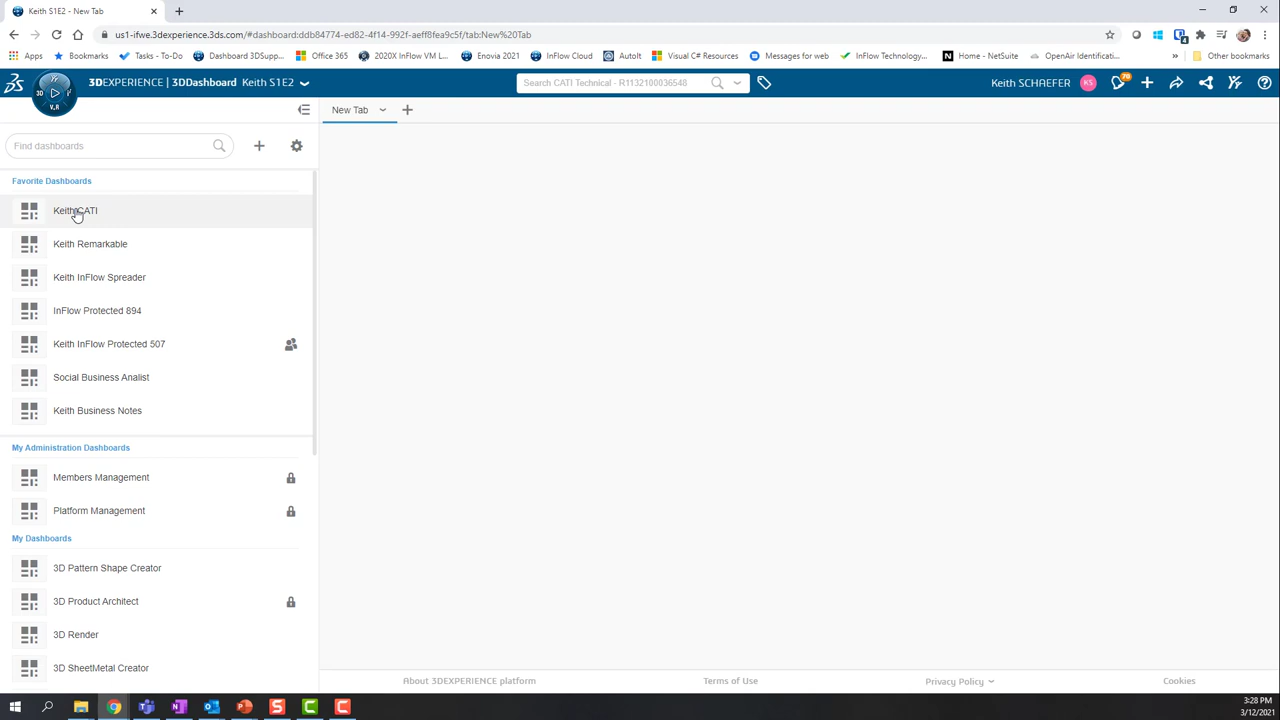 Keith S1E2 - New Tab
us1-ifwe.3dexperience.3ds.com/#dashboard:ddb84774-ed82-4f14-992f-aeff8fea9c5f/tab:New%20Tab
Apps Bookmarks Tasks - To-Do Dashboard 3DSupp... Office 365 2020X InFlow VM L... Enovia 2021 InFlow Cloud AutoIt Visual C# Resources Messages for web InFlow Technology... Home - NetSuite OpenAir Identificati... » Other bookmarks
3DEXPERIENCE | 3DDashboard Keith S1E2
3D V.R
Search CATI Technical - R1132100036548
Keith SCHAEFER KS
New Tab
Find dashboards
Favorite Dashboards
Keith CATI
Keith Remarkable
Keith InFlow Spreader
InFlow Protected 894
Keith InFlow Protected 507
Social Business Analist
Keith Business Notes
My Administration Dashboards
Members Management
Platform Management
My Dashboards
3D Pattern Shape Creator
3D Product Architect
3D Render
3D SheetMetal Creator
About 3DEXPERIENCE platform Terms of Use Privacy Policy Cookies
3:28 PM
3/12/2021